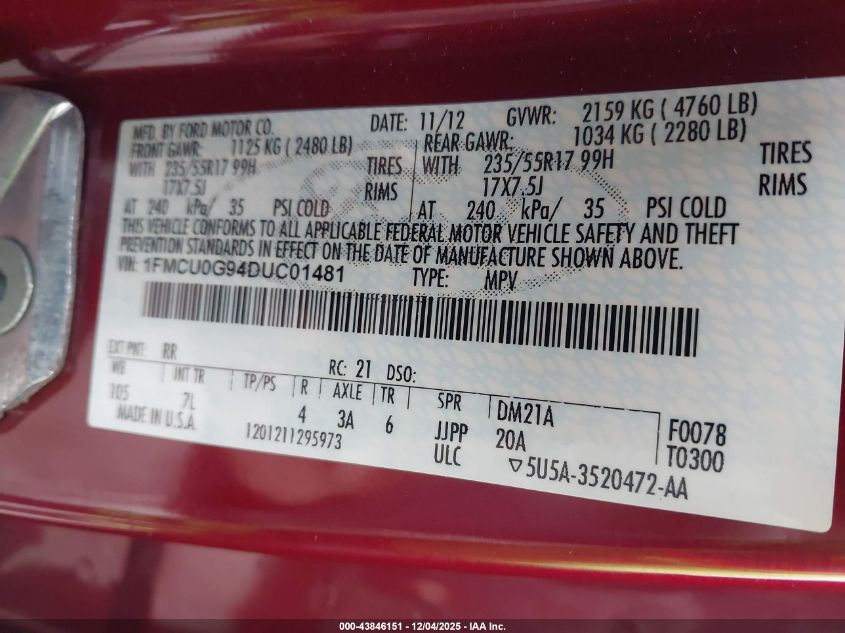 MFD. BY FORD MOTOR CO. DATE: 11/12 GVWR: 2159 KG ( 4760 LB)
FRONT GAWR: 1125 KG ( 2480 LB) REAR GAWR: 1034 KG ( 2280 LB)
WITH 235/55R17 99H TIRES WITH 235/55R17 99H TIRES
17X7.5J RIMS 17X7.5J RIMS
AT 240 kPa/ 35 PSI COLD AT 240 kPa/ 35 PSI COLD
THIS VEHICLE CONFORMS TO ALL APPLICABLE FEDERAL MOTOR VEHICLE SAFETY AND THEFT
PREVENTION STANDARDS IN EFFECT ON THE DATE OF MANUFACTURE SHOWN ABOVE.
VIN: 1FMCU0G94DUC01481 TYPE: MPV
EXT PNT: RR RC: 21 DSO:
WB INT TR TP/PS R AXLE TR SPR DM21A F0078
105 7L 4 3A 6 JJPP 20A T0300
MADE IN U.S.A. 1201211295973 ULC ▽5U5A-3520472-AA
000-43846151 - 12/04/2025 - IAA Inc.